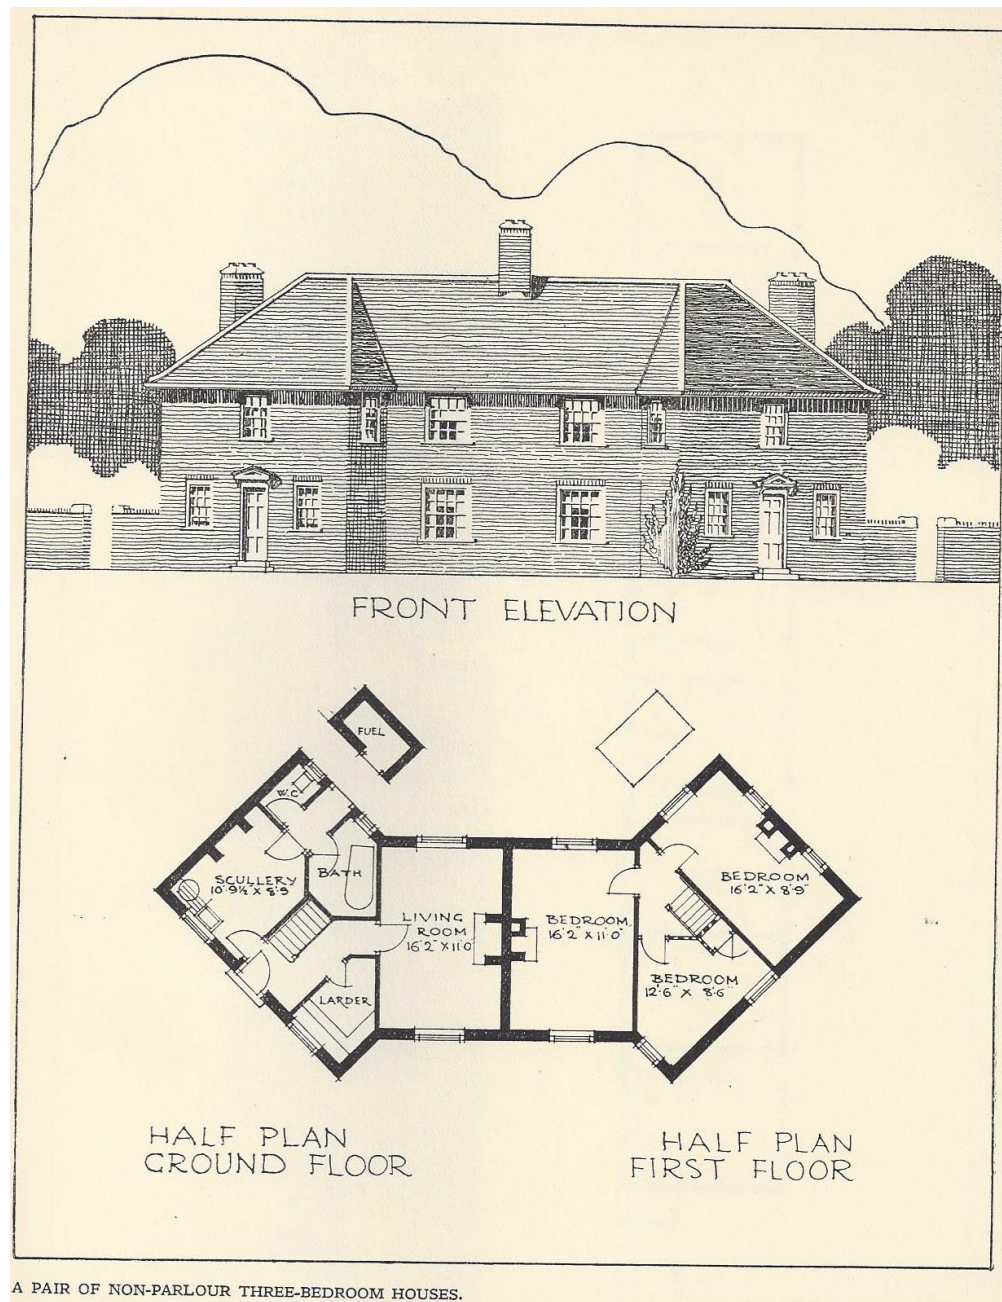 FRONT ELEVATION
FUEL
W.C
SCULLERY
10'·9½" X 8'9
BATH
LIVING
ROOM
16'2" X 11'0"
LARDER
BEDROOM
16'2" X 11'0"
BEDROOM
16'2" X 8'9"
BEDROOM
12'·6" X 8'·6"
HALF PLAN
GROUND FLOOR
HALF PLAN
FIRST FLOOR
A PAIR OF NON-PARLOUR THREE-BEDROOM HOUSES.